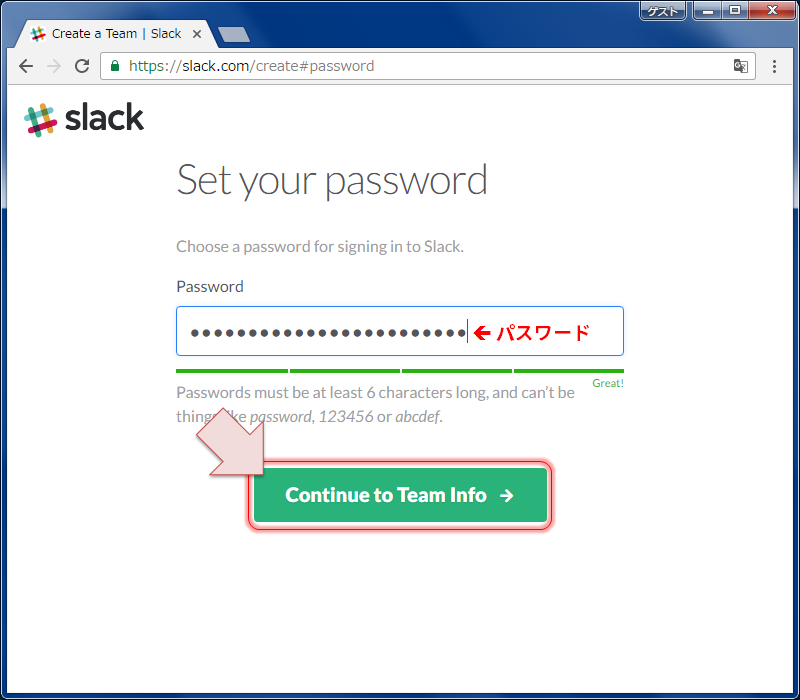 ゲスト
Create a Team | Slack
https://slack.com/create#password
slack
Set your password
Choose a password for signing in to Slack.
Password
●●●●●●●●●●●●●●●●●●●●●●●● ← パスワード
Great!
Passwords must be at least 6 characters long, and can't be
things like password, 123456 or abcdef.
Continue to Team Info →